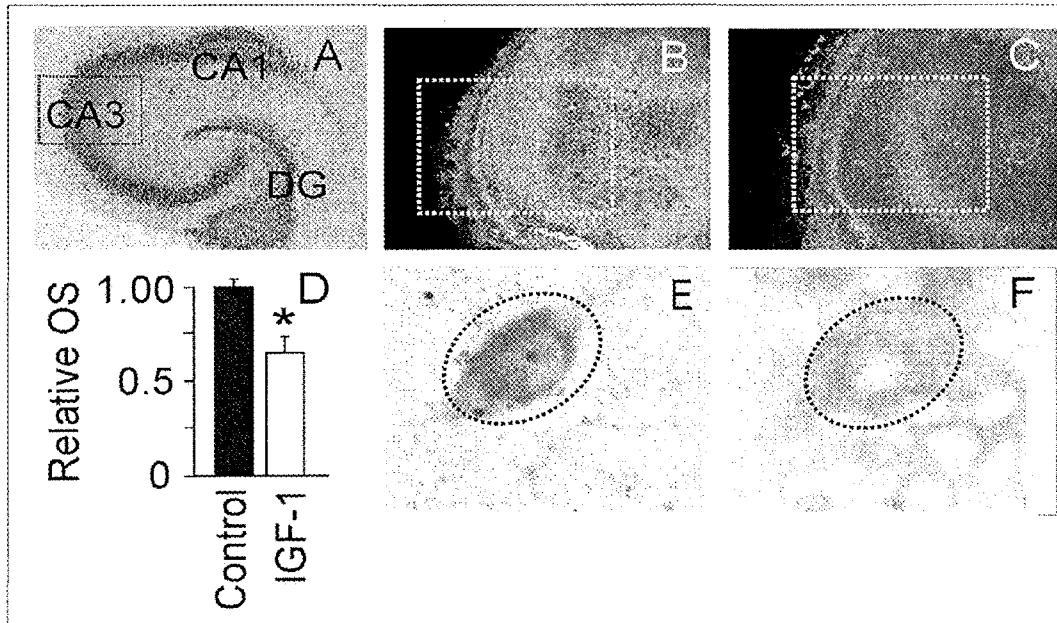 A
CA1
CA3
DG
B
C
D
1.00
0.5
0
Relative OS
*
Control
IGF-1
E
F